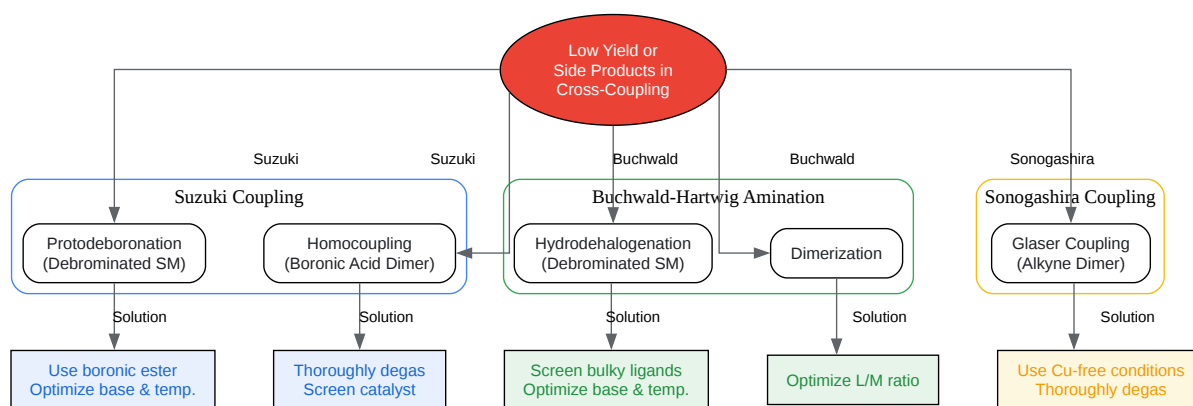 Low Yield or
Side Products in
Cross-Coupling
Suzuki
Suzuki
Buchwald
Buchwald
Sonogashira
Suzuki Coupling
Buchwald-Hartwig Amination
Sonogashira Coupling
Protodeboronation
(Debrominated SM)
Homocoupling
(Boronic Acid Dimer)
Hydrodehalogenation
(Debrominated SM)
Dimerization
Glaser Coupling
(Alkyne Dimer)
Solution
Solution
Solution
Solution
Solution
Use boronic ester
Optimize base & temp.
Thoroughly degas
Screen catalyst
Screen bulky ligands
Optimize base & temp.
Optimize L/M ratio
Use Cu-free conditions
Thoroughly degas